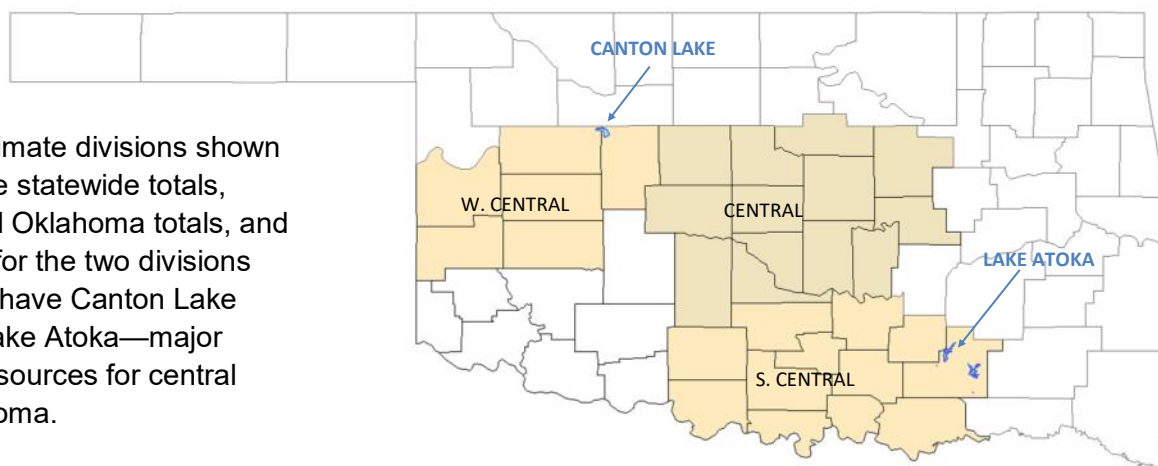 CANTON LAKE
imate divisions shown
e statewide totals,
l Oklahoma totals, and
for the two divisions
have Canton Lake
ake Atoka—major
sources for central
oma.
W. CENTRAL
CENTRAL
LAKE ATOKA
S. CENTRAL